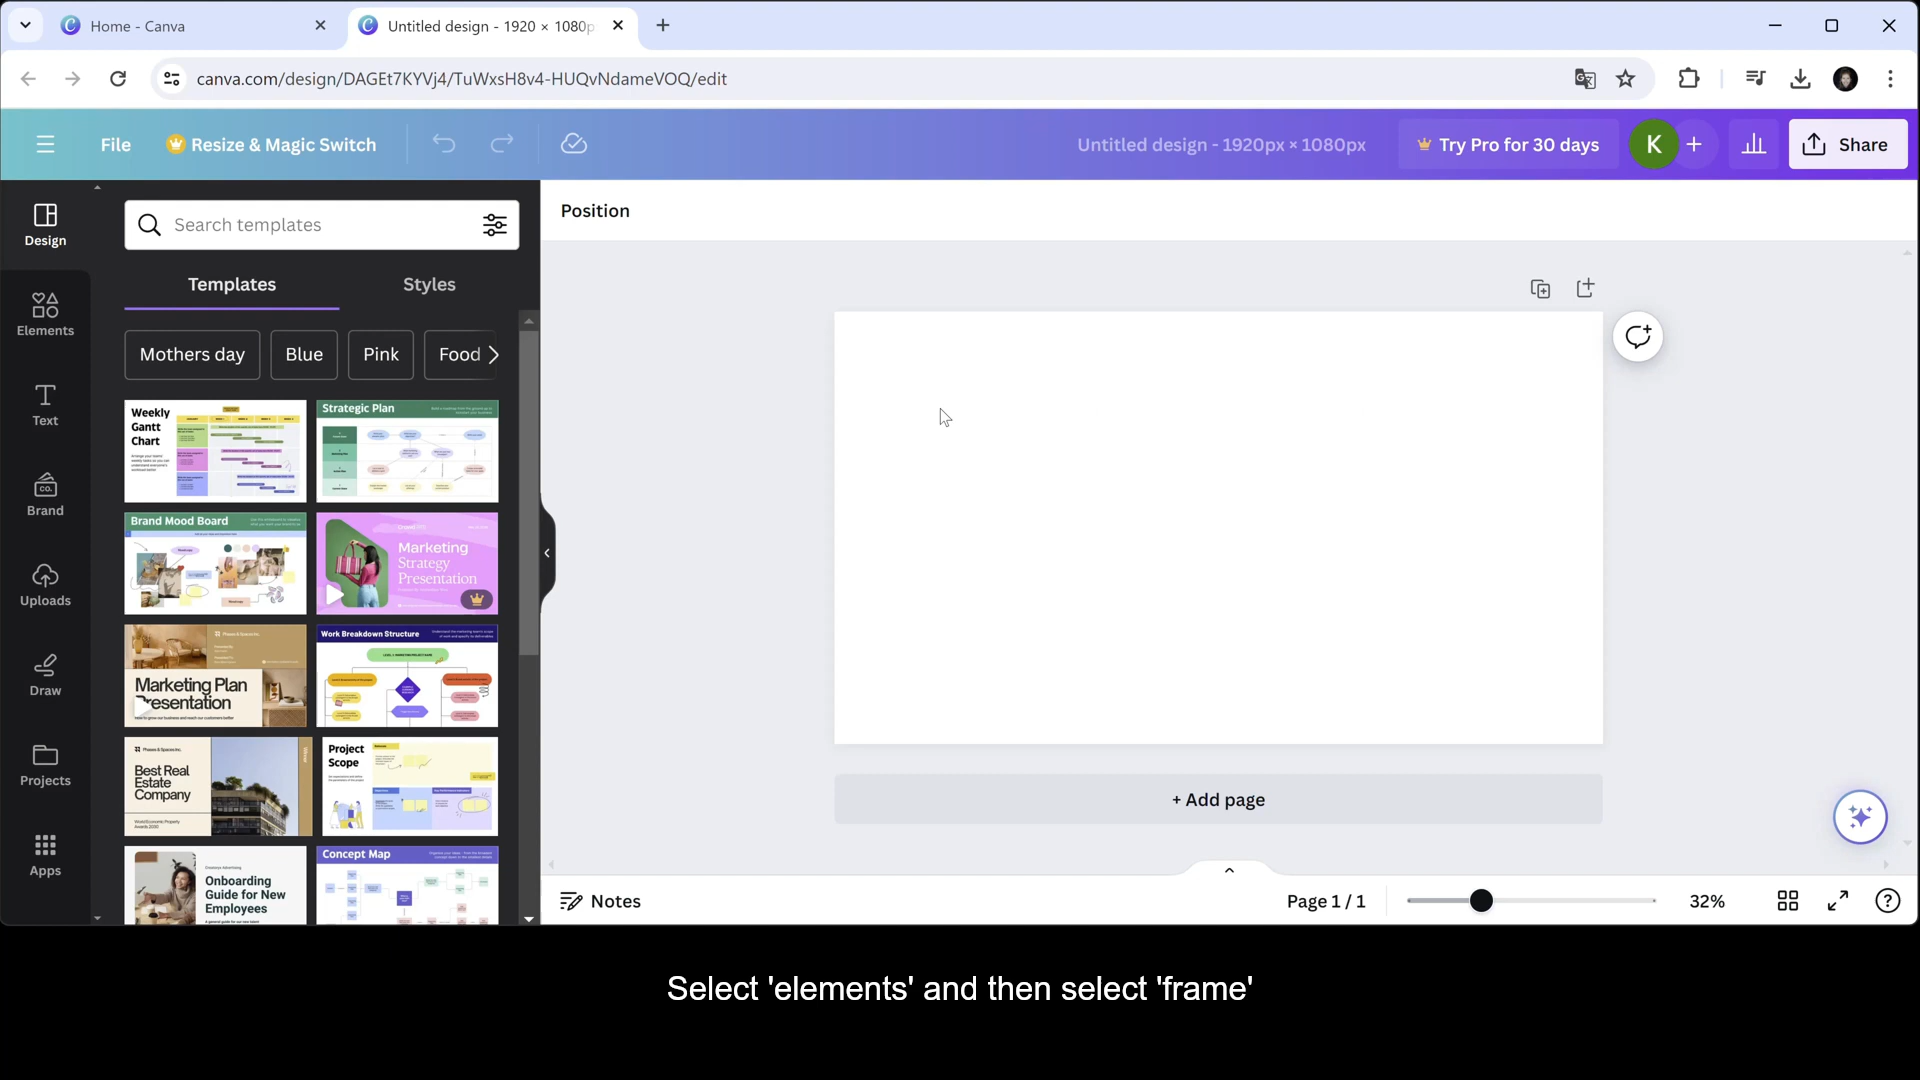 Home - Canva
Untitled design - 1920 × 1080p
canva.com/design/DAGEt7KYVj4/TuWxsH8v4-HUQvNdameVOQ/edit
File
Resize & Magic Switch
Untitled design - 1920px × 1080px
Try Pro for 30 days
K
Share
Design
Elements
Text
CO.
Brand
Uploads
Draw
Projects
Apps
Search templates
Templates
Styles
Mothers day
Blue
Pink
Food
Weekly
Gantt
Chart
Strategic Plan
Brand Mood Board
Marketing
Strategy
Presentation
Marketing Plan
Presentation
Work Breakdown Structure
Best Real
Estate
Company
Project
Scope
Onboarding
Guide for New
Employees
Concept Map
Position
+ Add page
Notes
Page 1 / 1
32%
Select 'elements' and then select 'frame'